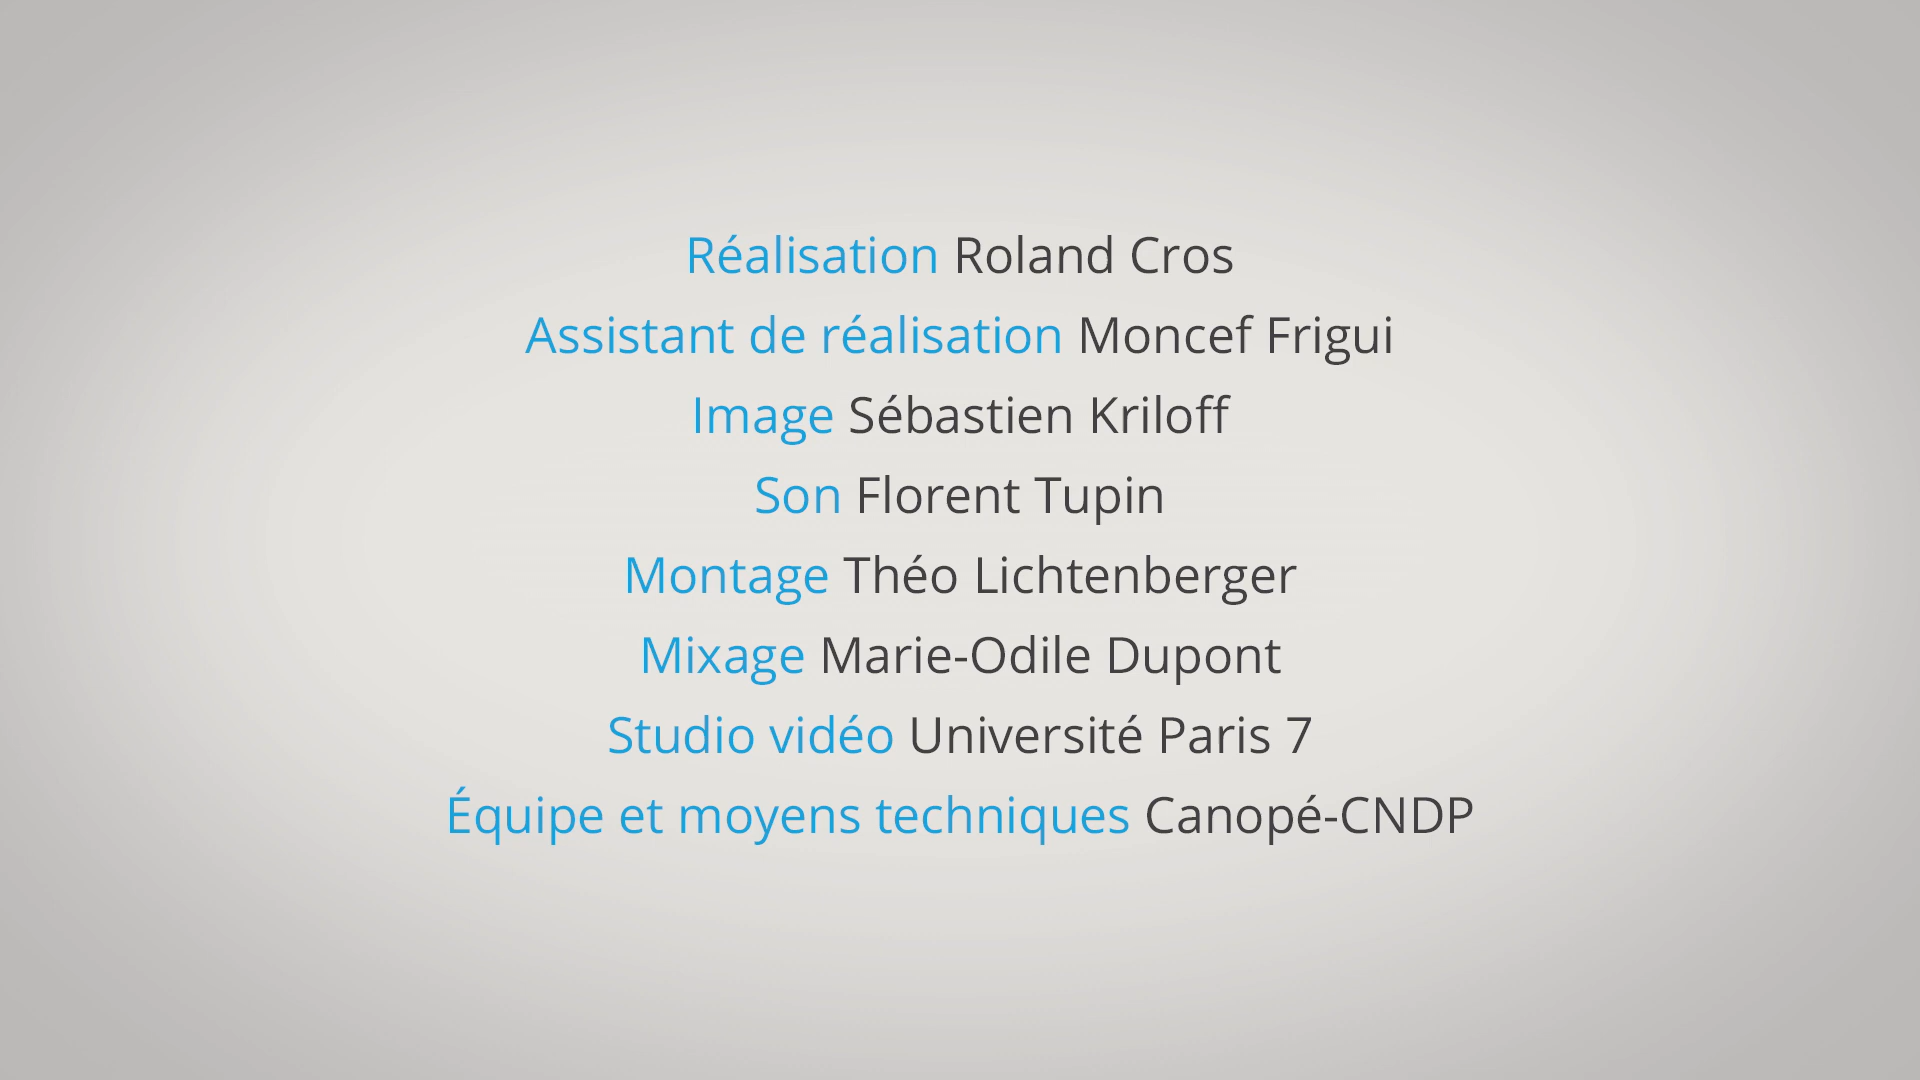 Réalisation Roland Cros
Assistant de réalisation Moncef Frigui
Image Sébastien Kriloff
Son Florent Tupin
Montage Théo Lichtenberger
Mixage Marie-Odile Dupont
Studio vidéo Université Paris 7
Équipe et moyens techniques Canopé-CNDP